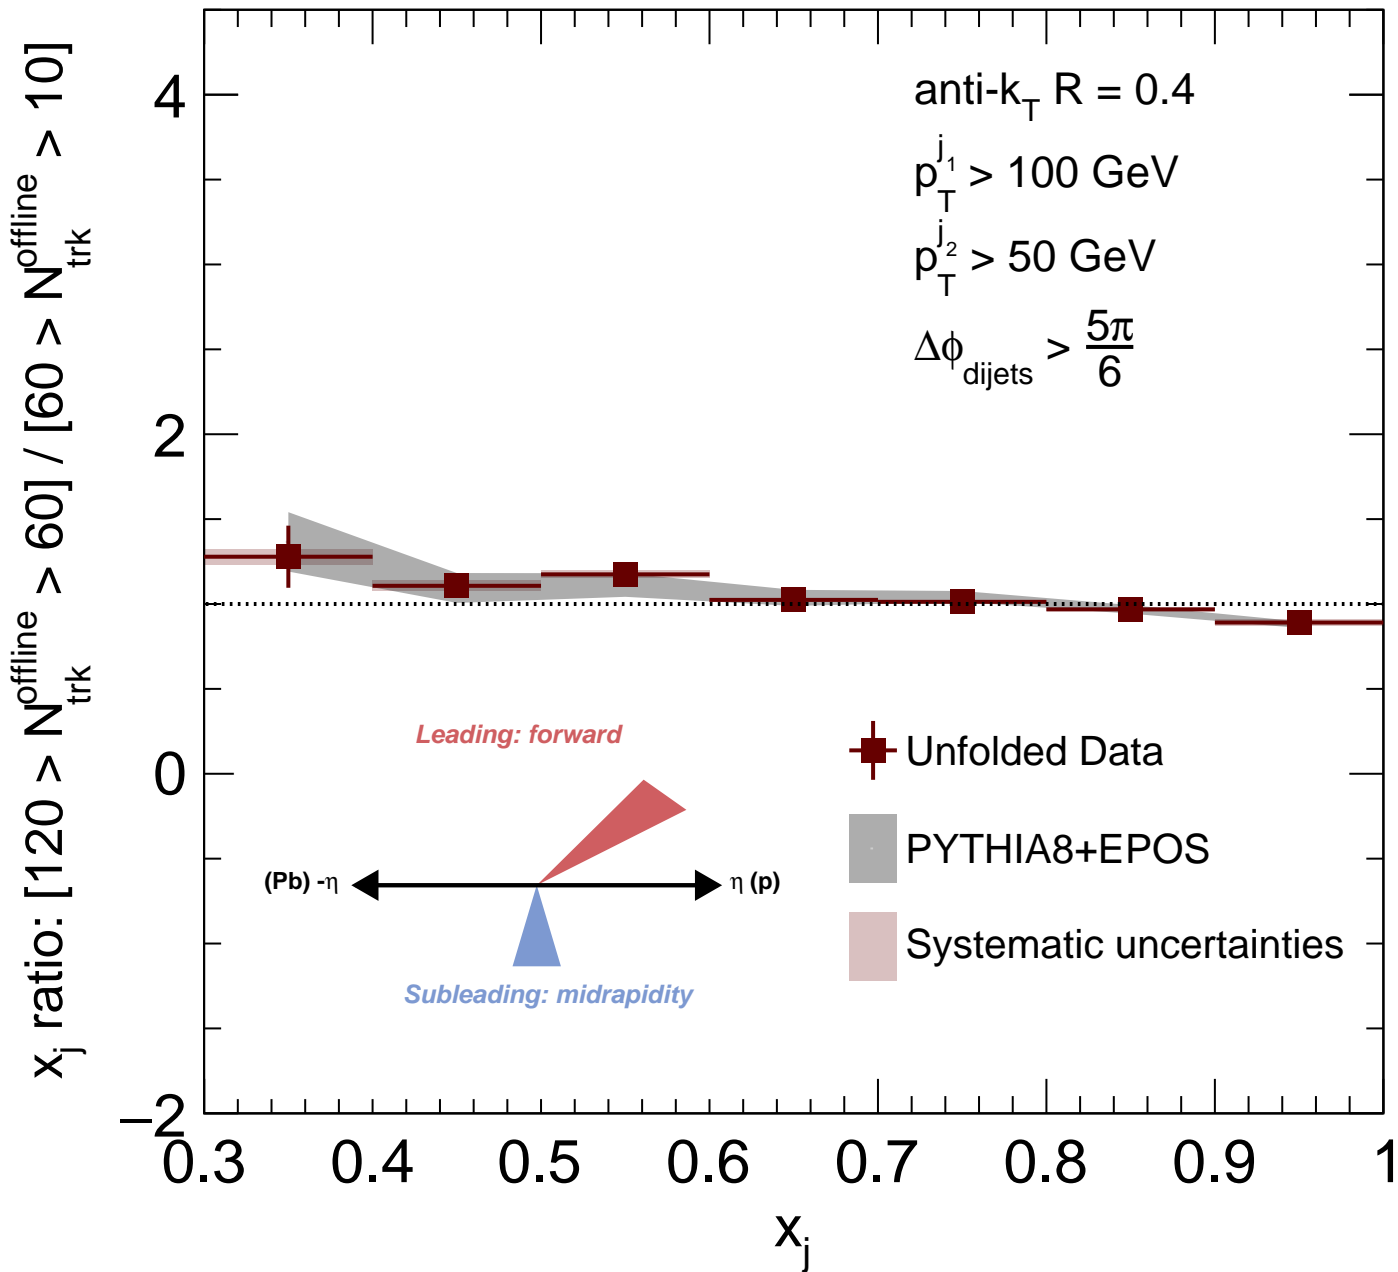 x_j ratio: [120 > N_trk^offline > 60] / [60 > N_trk^offline > 10]
4
2
0
−2
anti-k_T R = 0.4
p_T^j_1 > 100 GeV
p_T^j_2 > 50 GeV
Δϕ_dijets > 5π/6
Leading: forward
(Pb) -η
η (p)
Subleading: midrapidity
Unfolded Data
PYTHIA8+EPOS
Systematic uncertainties
0.3 0.4 0.5 0.6 0.7 0.8 0.9 1
x_j